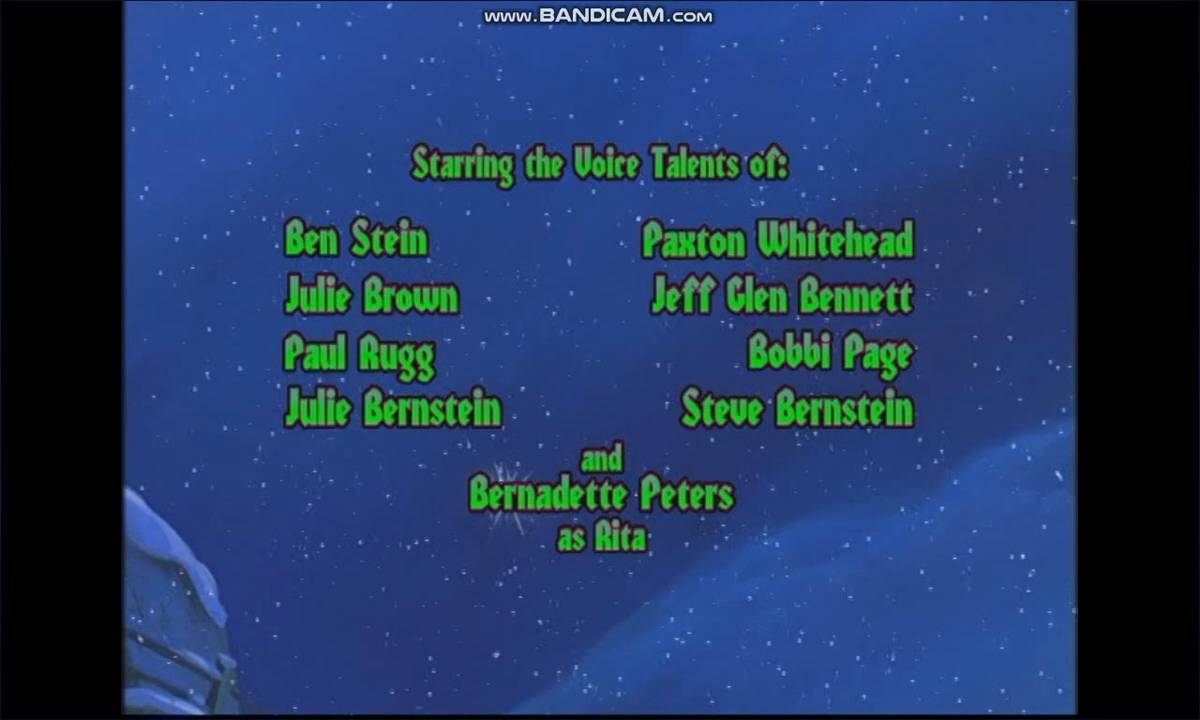 www.BANDICAM.com
Starring the Voice Talents of:
Ben Stein
Paxton Whitehead
Julie Brown
Jeff Glen Bennett
Paul Rugg
Bobbi Page
Julie Bernstein
Steve Bernstein
and
Bernadette Peters
as Rita